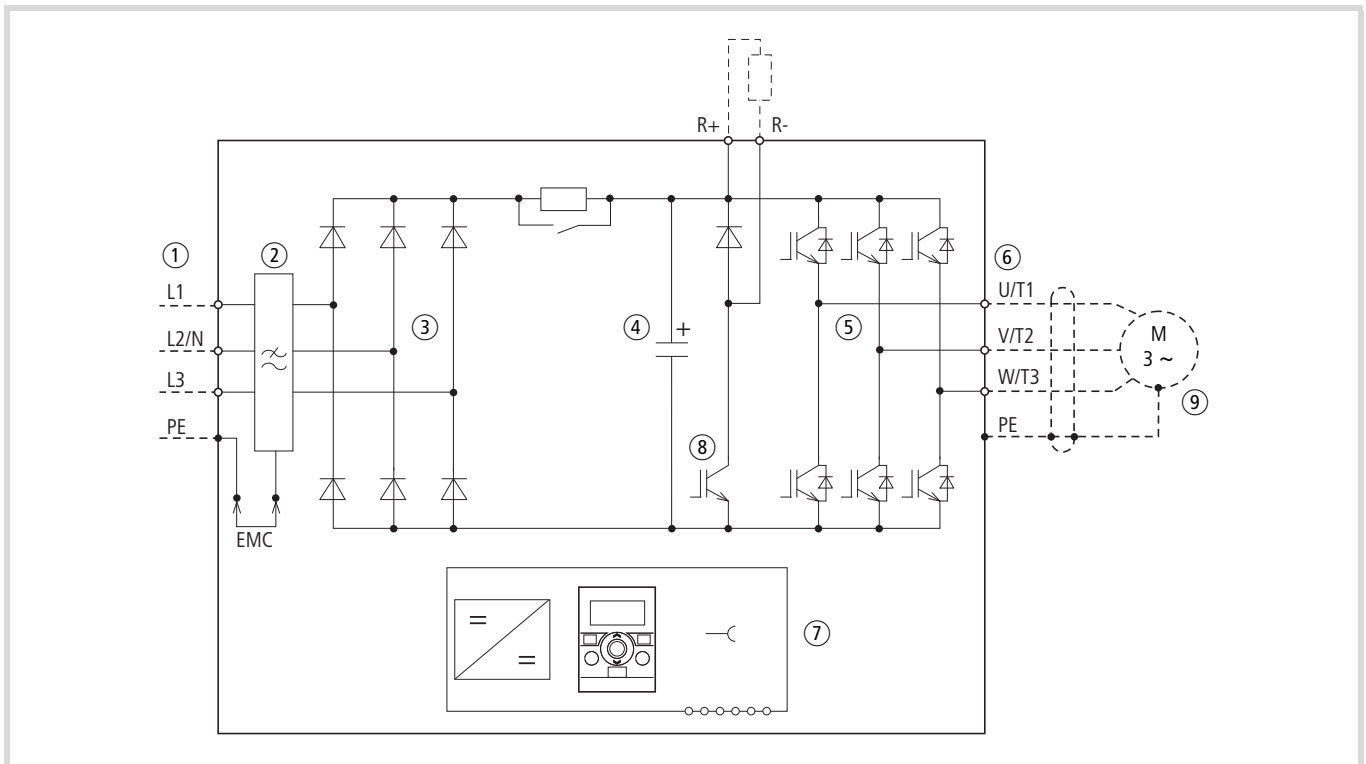 R+ R-
① ②
L1
L2/N
L3
PE
EMC
③
④ +
⑤
⑥
U/T1
V/T2
W/T3
PE
M
3 ~
⑨
⑧
⑦